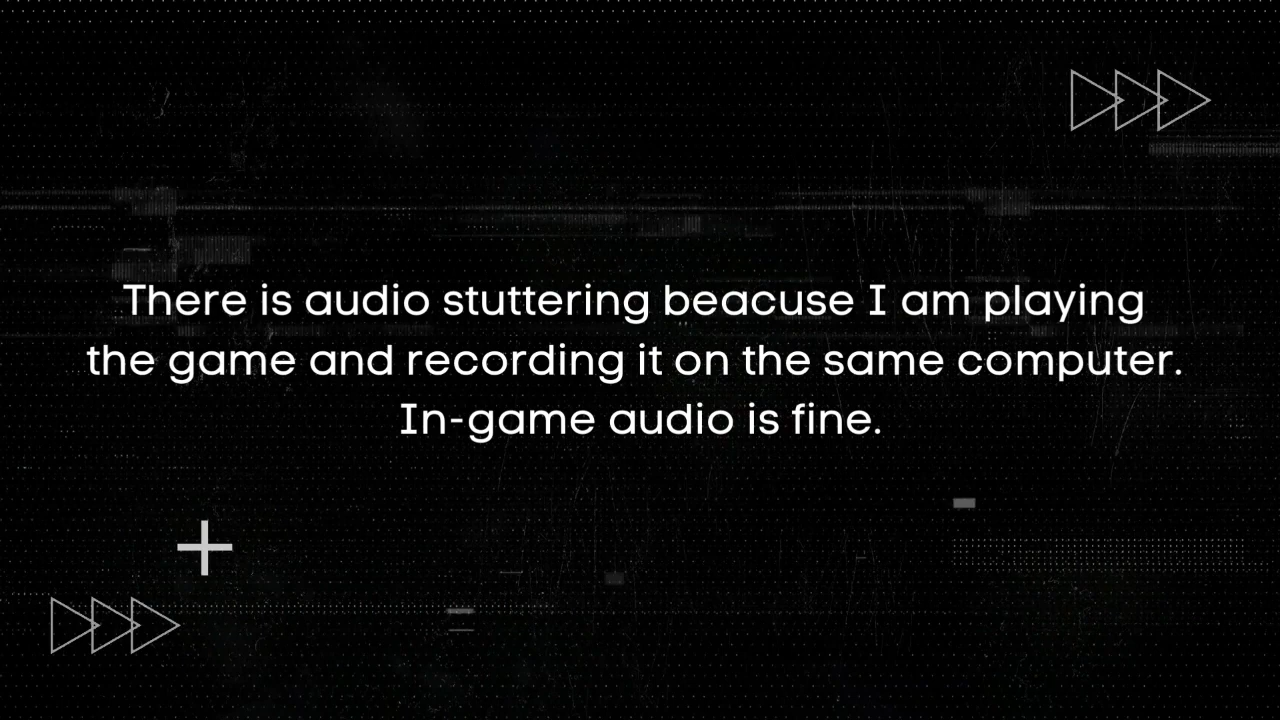 There is audio stuttering beacuse I am playing
the game and recording it on the same computer.
In-game audio is fine.